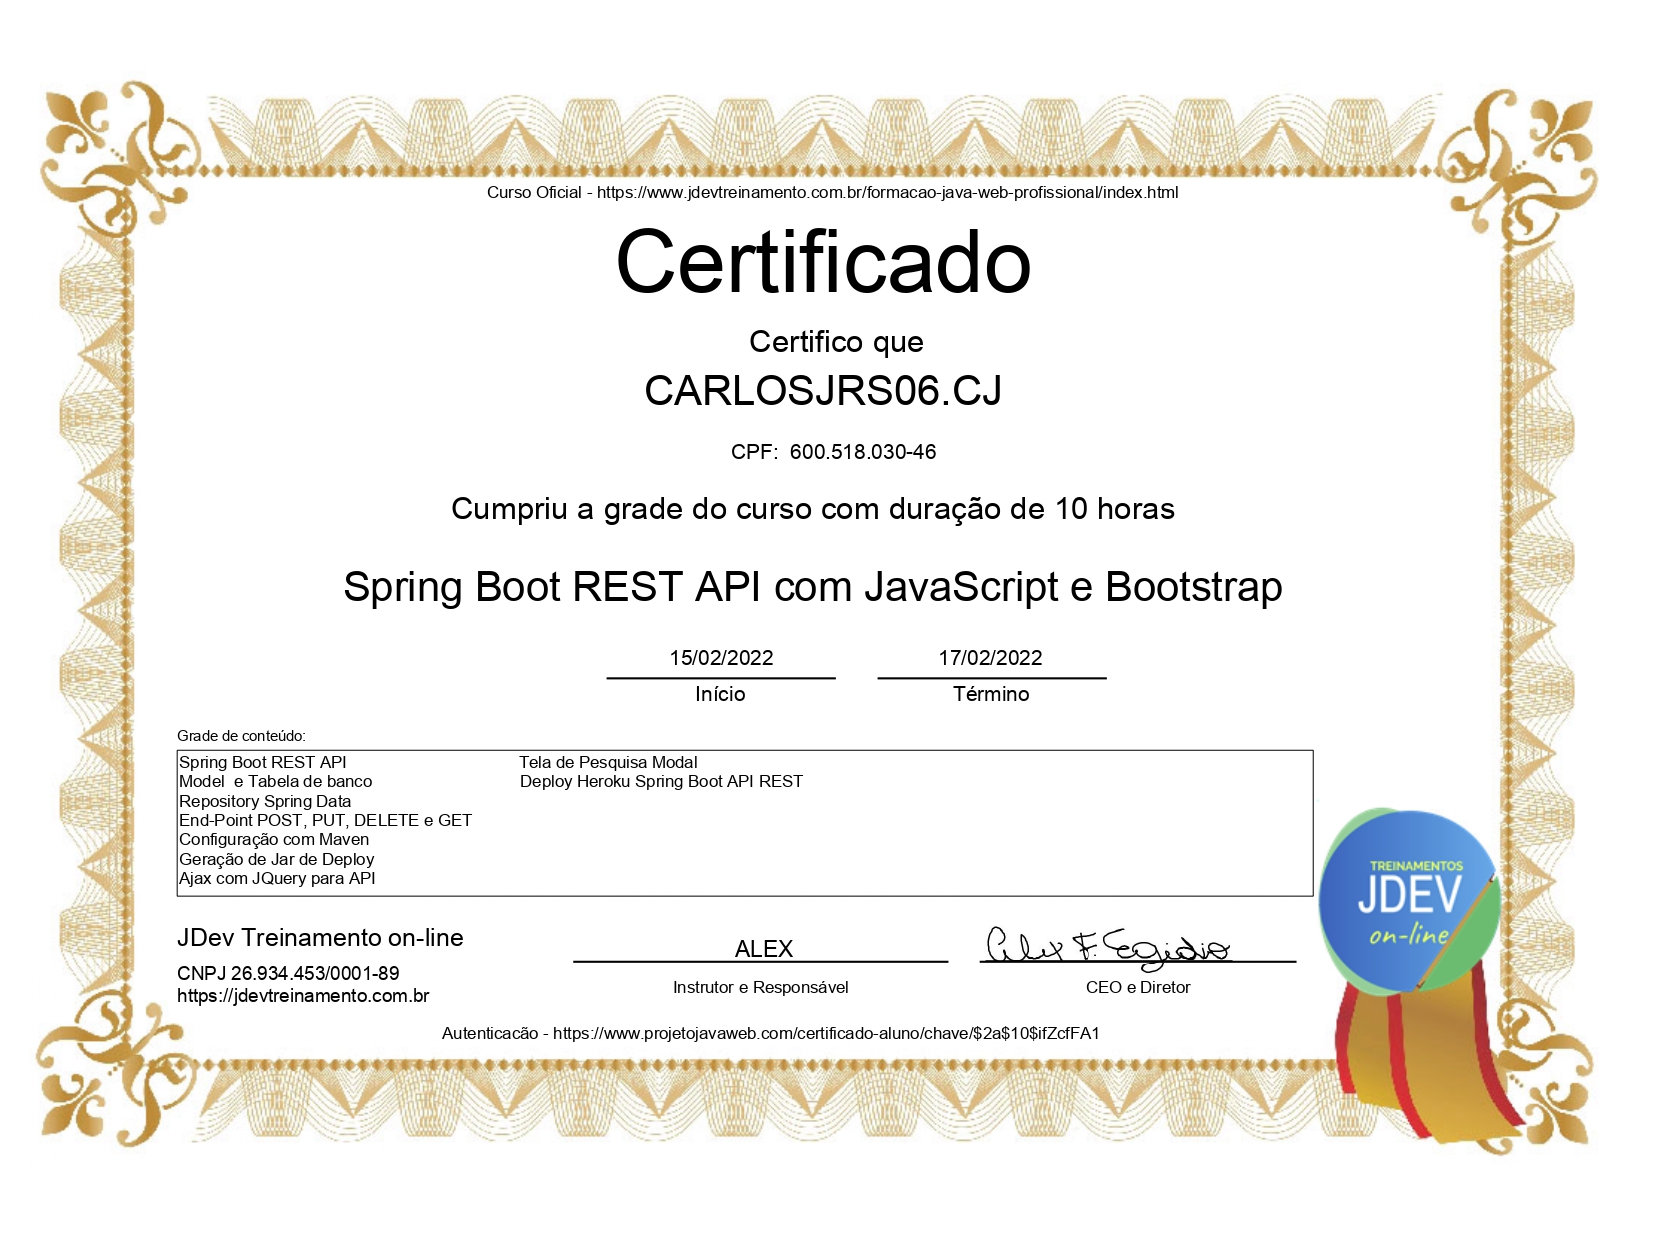 Curso Oficial - https://www.jdevtreinamento.com.br/formacao-java-web-profissional/index.html
Certificado
Certifico que
CARLOSJRS06.CJ
CPF:  600.518.030-46
Cumpriu a grade do curso com duração de 10 horas
Spring Boot REST API com JavaScript e Bootstrap
15/02/2022
Início
17/02/2022
Término
Grade de conteúdo:
Spring Boot REST API
Model  e Tabela de banco
Repository Spring Data
End-Point POST, PUT, DELETE e GET
Configuração com Maven
Geração de Jar de Deploy
Ajax com JQuery para API
Tela de Pesquisa Modal
Deploy Heroku Spring Boot API REST
JDev Treinamento on-line
CNPJ 26.934.453/0001-89
https://jdevtreinamento.com.br
ALEX
Instrutor e Responsável
Alex F. Egidio
CEO e Diretor
TREINAMENTOS
JDEV
on-line
Autenticacão - https://www.projetojavaweb.com/certificado-aluno/chave/$2a$10$ifZcfFA1